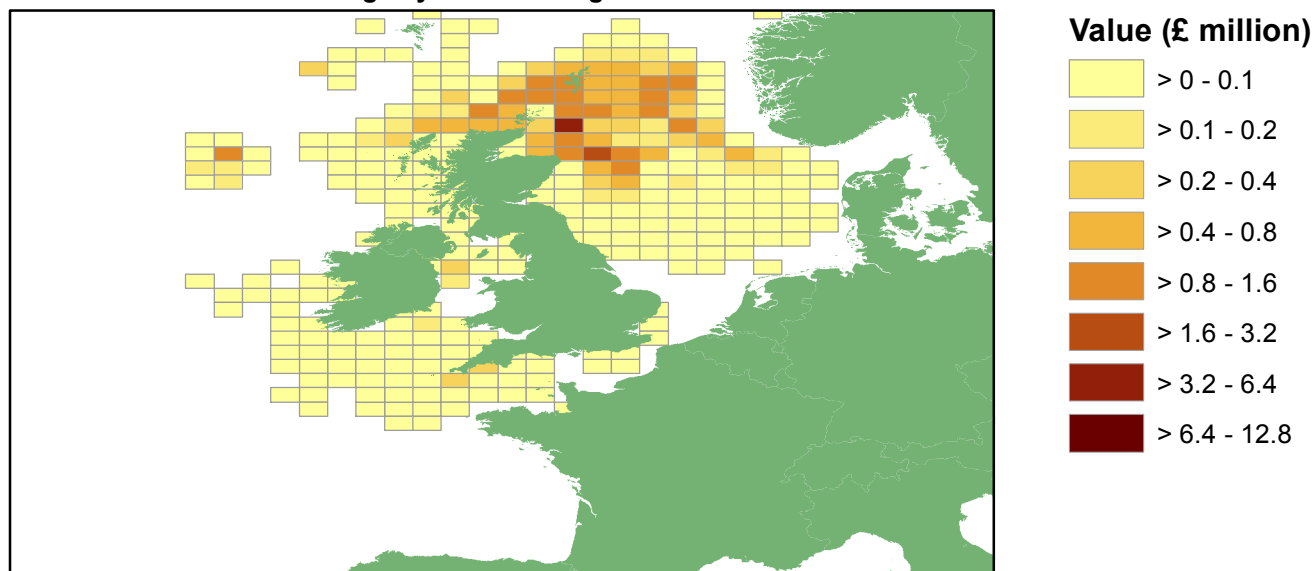 Value (£ million)
> 0 - 0.1
> 0.1 - 0.2
> 0.2 - 0.4
> 0.4 - 0.8
> 0.8 - 1.6
> 1.6 - 3.2
> 3.2 - 6.4
> 6.4 - 12.8